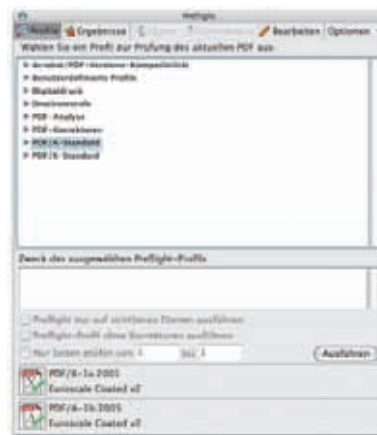 Preflight
Profile Ergebnisse Bearbeiten Optionen
Wählen Sie ein Profil zur Prüfung des aktuellen PDF aus:
Acrobat/PDF-Versions-Kompatibilität
Benutzerdefinierte Profile
Digitaldruck
PDF-Analyse
PDF-Korrekturen
PDF/A-Standard
PDF/X-Standard
Zweck des ausgewählten Preflight-Profils
Preflight nur auf sichtbaren Ebenen ausführen
Preflight-Profil ohne Korrekturen ausführen
Nur Seiten prüfen von 1 bis 1
Ausführen
PDF/A-1a:2005
Euroscale Coated v2
PDF/A-1b:2005
Euroscale Coated v2